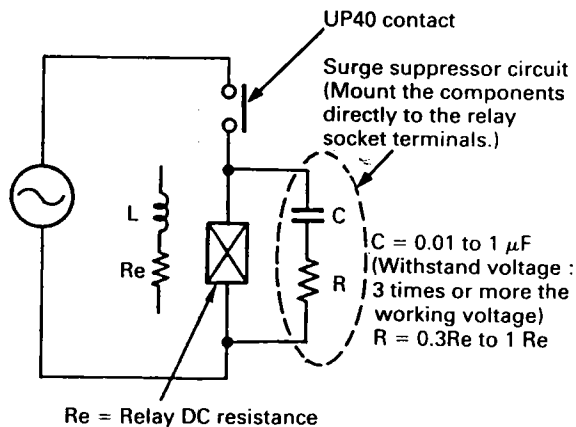 UP40 contact
Surge suppressor circuit
(Mount the components
directly to the relay
socket terminals.)
L
Re
C
R
C = 0.01 to 1 μF
(Withstand voltage :
3 times or more the
working voltage)
R = 0.3Re to 1 Re
Re = Relay DC resistance